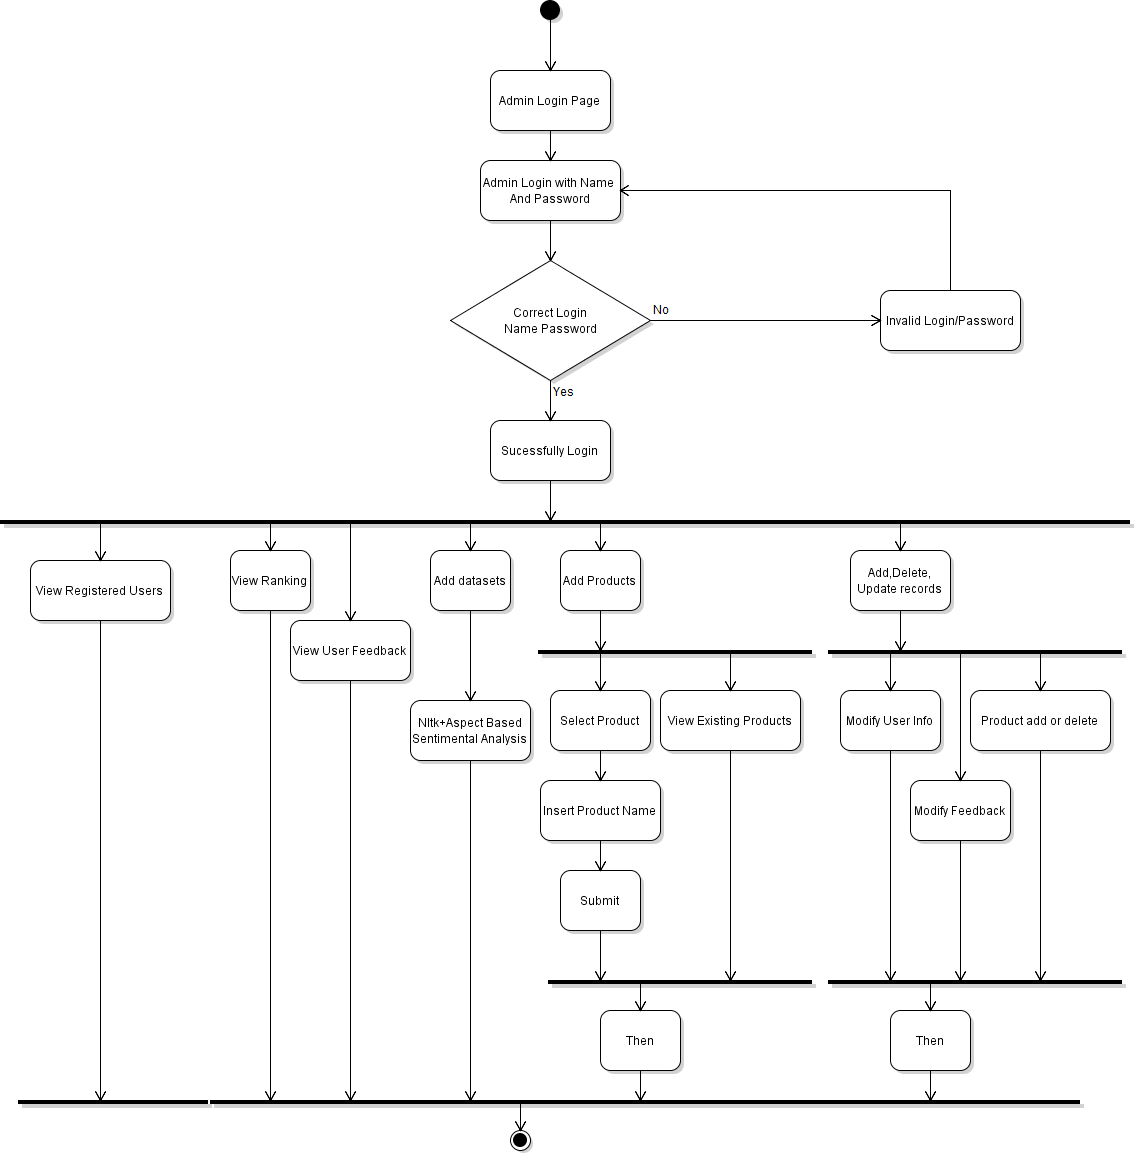 Admin Login Page
Admin Login with Name
And Password
Correct Login
Name Password
No
Invalid Login/Password
Yes
Sucessfully Login
View Registered Users
View Ranking
View User Feedback
Add datasets
Nltk+Aspect Based
Sentimental Analysis
Add Products
Select Product
View Existing Products
Insert Product Name
Submit
Then
Add,Delete,
Update records
Modify User Info
Product add or delete
Modify Feedback
Then